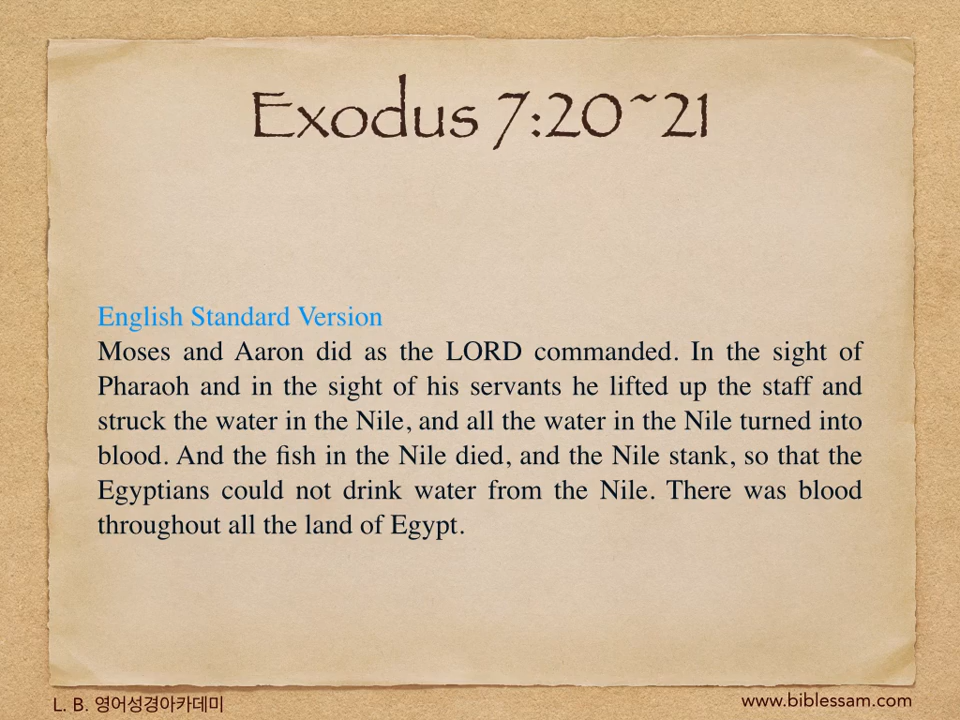 Exodus 7:20~21
English Standard Version
Moses and Aaron did as the LORD commanded. In the sight of
Pharaoh and in the sight of his servants he lifted up the staff and
struck the water in the Nile, and all the water in the Nile turned into
blood. And the fish in the Nile died, and the Nile stank, so that the
Egyptians could not drink water from the Nile. There was blood
throughout all the land of Egypt.
L. B. 영어성경아카데미
www.biblessam.com